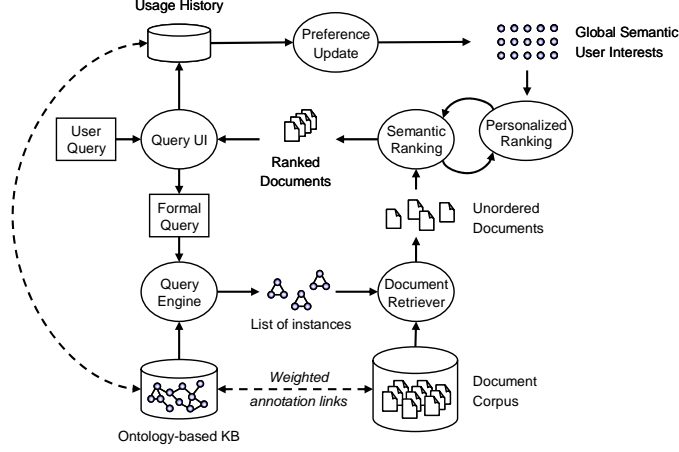 Usage History
Preference
Update
Global Semantic
User Interests
User
Query
Query UI
Ranked
Documents
Semantic
Ranking
Personalized
Ranking
Formal
Query
Unordered
Documents
Query
Engine
List of instances
Document
Retriever
Weighted
annotation links
Document
Corpus
Ontology-based KB